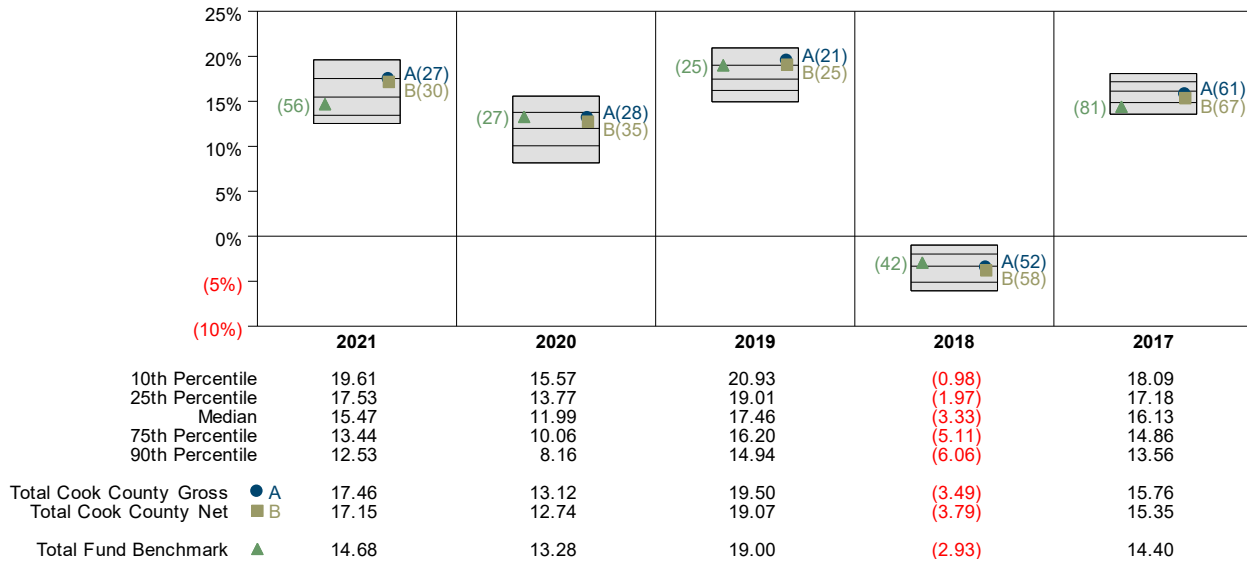 25%
20%
15%
10%
5%
0%
(5%)
(10%)
(56)
A(27)
B(30)
(27)
A(28)
B(35)
(25)
A(21)
B(25)
(42)
A(52)
B(58)
(81)
A(61)
B(67)
2021 2020 2019 2018 2017
10th Percentile 19.61 15.57 20.93 (0.98) 18.09
25th Percentile 17.53 13.77 19.01 (1.97) 17.18
Median 15.47 11.99 17.46 (3.33) 16.13
75th Percentile 13.44 10.06 16.20 (5.11) 14.86
90th Percentile 12.53 8.16 14.94 (6.06) 13.56
Total Cook County Gross A 17.46 13.12 19.50 (3.49) 15.76
Total Cook County Net B 17.15 12.74 19.07 (3.79) 15.35
Total Fund Benchmark 14.68 13.28 19.00 (2.93) 14.40